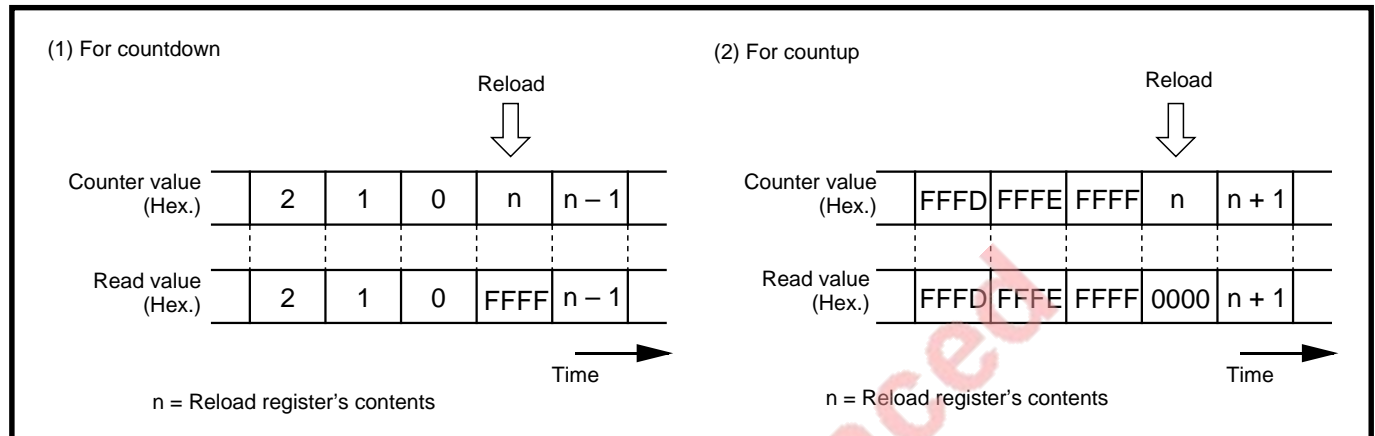 (1) For countdown
Reload
Counter value
(Hex.)
2 1 0 n n – 1
Read value
(Hex.)
2 1 0 FFFF n – 1
Time
n = Reload register's contents
(2) For countup
Reload
Counter value
(Hex.)
FFFD FFFE FFFF n n + 1
Read value
(Hex.)
FFFD FFFE FFFF 0000 n + 1
Time
n = Reload register's contents
nced